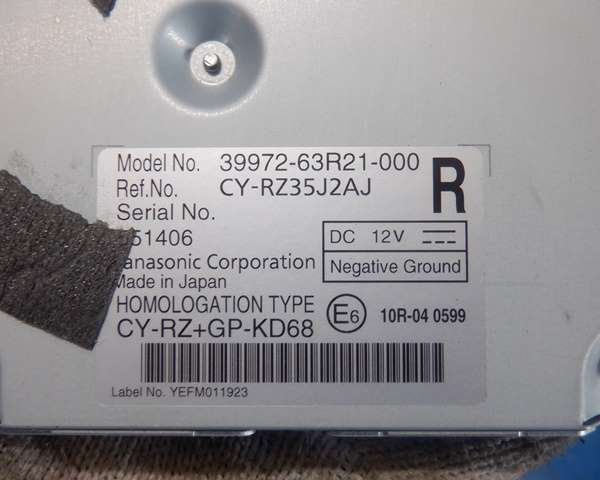 Model No. 39972-63R21-000
Ref.No. CY-RZ35J2AJ
R
Serial No.
51406
DC 12V
anasonic Corporation
Negative Ground
Made in Japan
HOMOLOGATION TYPE
CY-RZ+GP-KD68
E6
10R-04 0599
Label No. YEFM011923